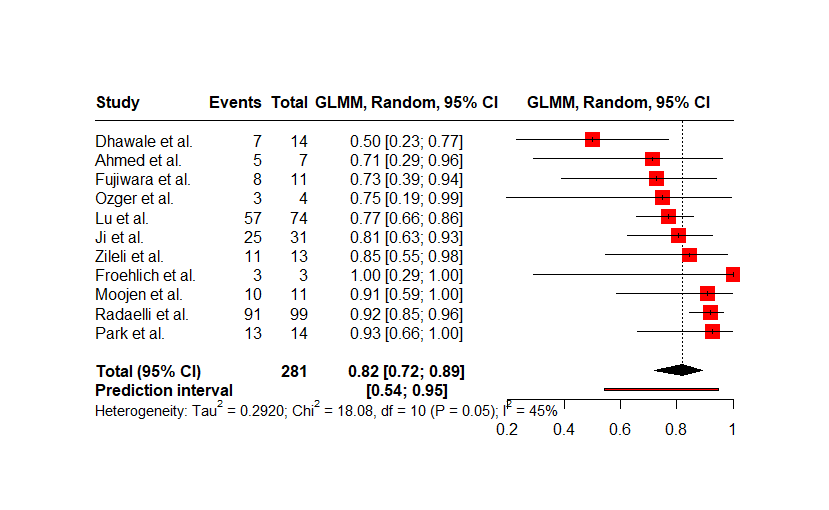 Study Events Total GLMM, Random, 95% CI GLMM, Random, 95% CI
Dhawale et al. 7 14 0.50 [0.23; 0.77]
Ahmed et al. 5 7 0.71 [0.29; 0.96]
Fujiwara et al. 8 11 0.73 [0.39; 0.94]
Ozger et al. 3 4 0.75 [0.19; 0.99]
Lu et al. 57 74 0.77 [0.66; 0.86]
Ji et al. 25 31 0.81 [0.63; 0.93]
Zileli et al. 11 13 0.85 [0.55; 0.98]
Froehlich et al. 3 3 1.00 [0.29; 1.00]
Moojen et al. 10 11 0.91 [0.59; 1.00]
Radaelli et al. 91 99 0.92 [0.85; 0.96]
Park et al. 13 14 0.93 [0.66; 1.00]
Total (95% CI) 281 0.82 [0.72; 0.89]
Prediction interval [0.54; 0.95]
Heterogeneity: Tau² = 0.2920; Chi² = 18.08, df = 10 (P = 0.05); I² = 45%
0.2 0.4 0.6 0.8 1